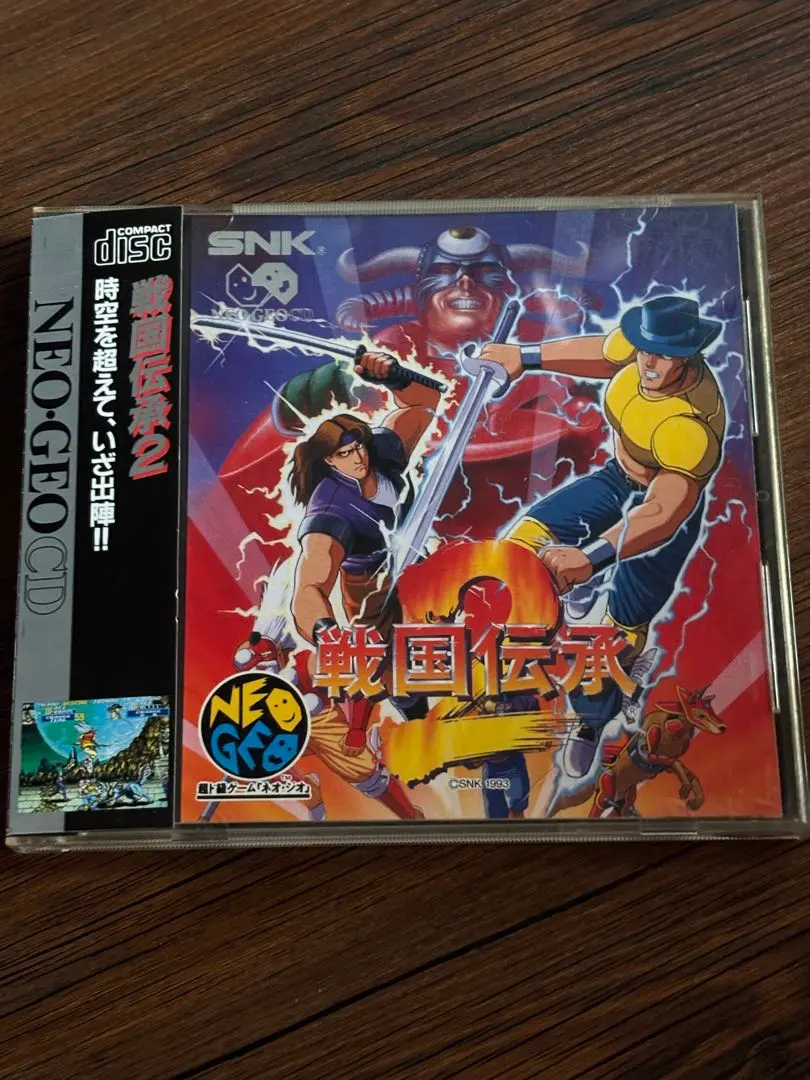 COMPACT
disc
戦国伝承2
時空を超えて、いざ出陣!!
NEO・GEO CD
SNK®
NEO・GEO CD
2
戦国伝承
NEO
GEO
超ド級ゲーム「ネオ・ジオ」
TM
©SNK 1993
59